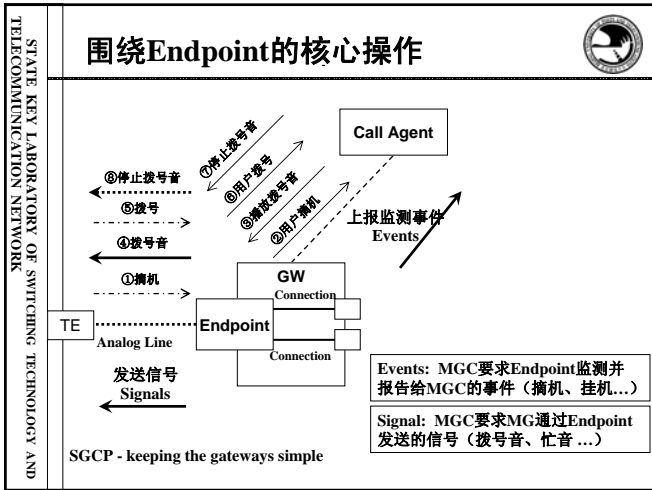 围绕Endpoint的核心操作
STATE KEY LABORATORY OF SWITCHING TECHNOLOGY AND
TELECOMMUNICATION NETWORK
Call Agent
⑦停止拨号音
⑥用户拨号
③播放拨号音
②用户摘机
⑧停止拨号音
⑤拨号
④拨号音
①摘机
上报监测事件
Events
GW
Connection
Endpoint
Connection
TE
Analog Line
发送信号
Signals
Events: MGC要求Endpoint监测并
报告给MGC的事件（摘机、挂机…）
Signal: MGC要求MG通过Endpoint
发送的信号（拨号音、忙音 …）
SGCP - keeping the gateways simple